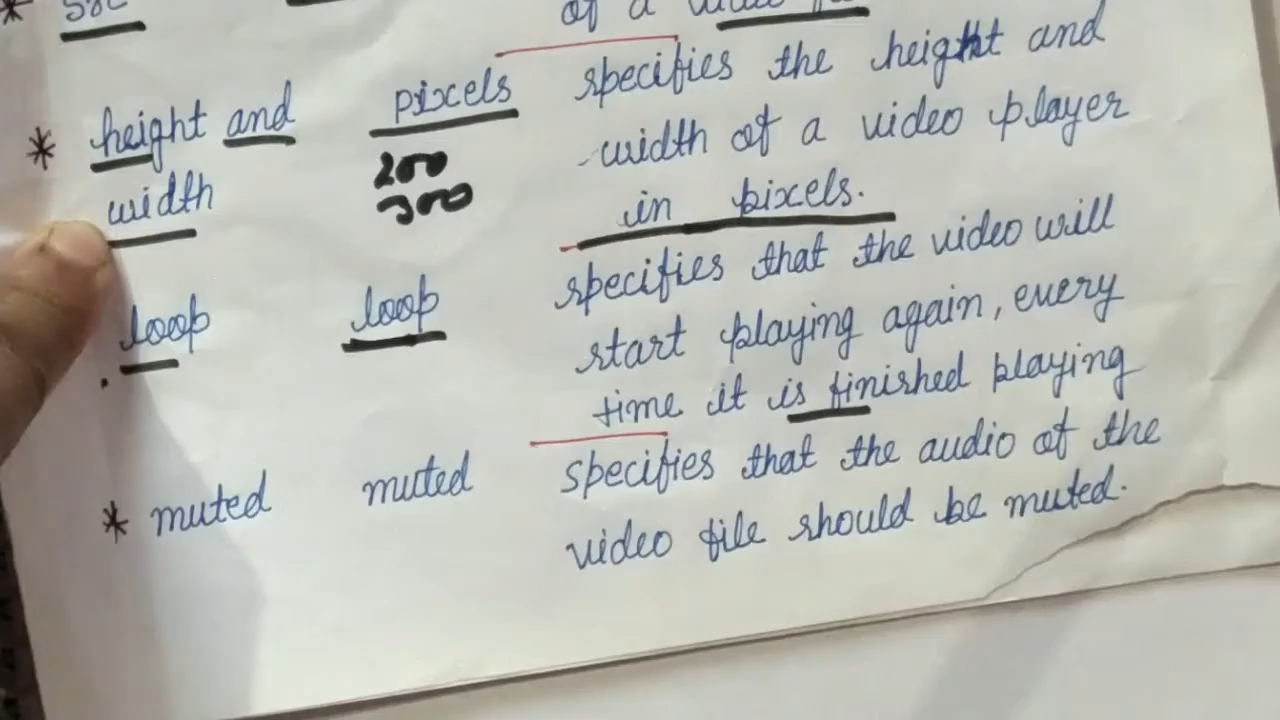 * src of a video
* height and pixels specifies the height and
width 200 width of a video player
300 in pixels.
loop loop specifies that the video will
start playing again, every
time it is finished playing
* muted muted specifies that the audio of the
video file should be muted.